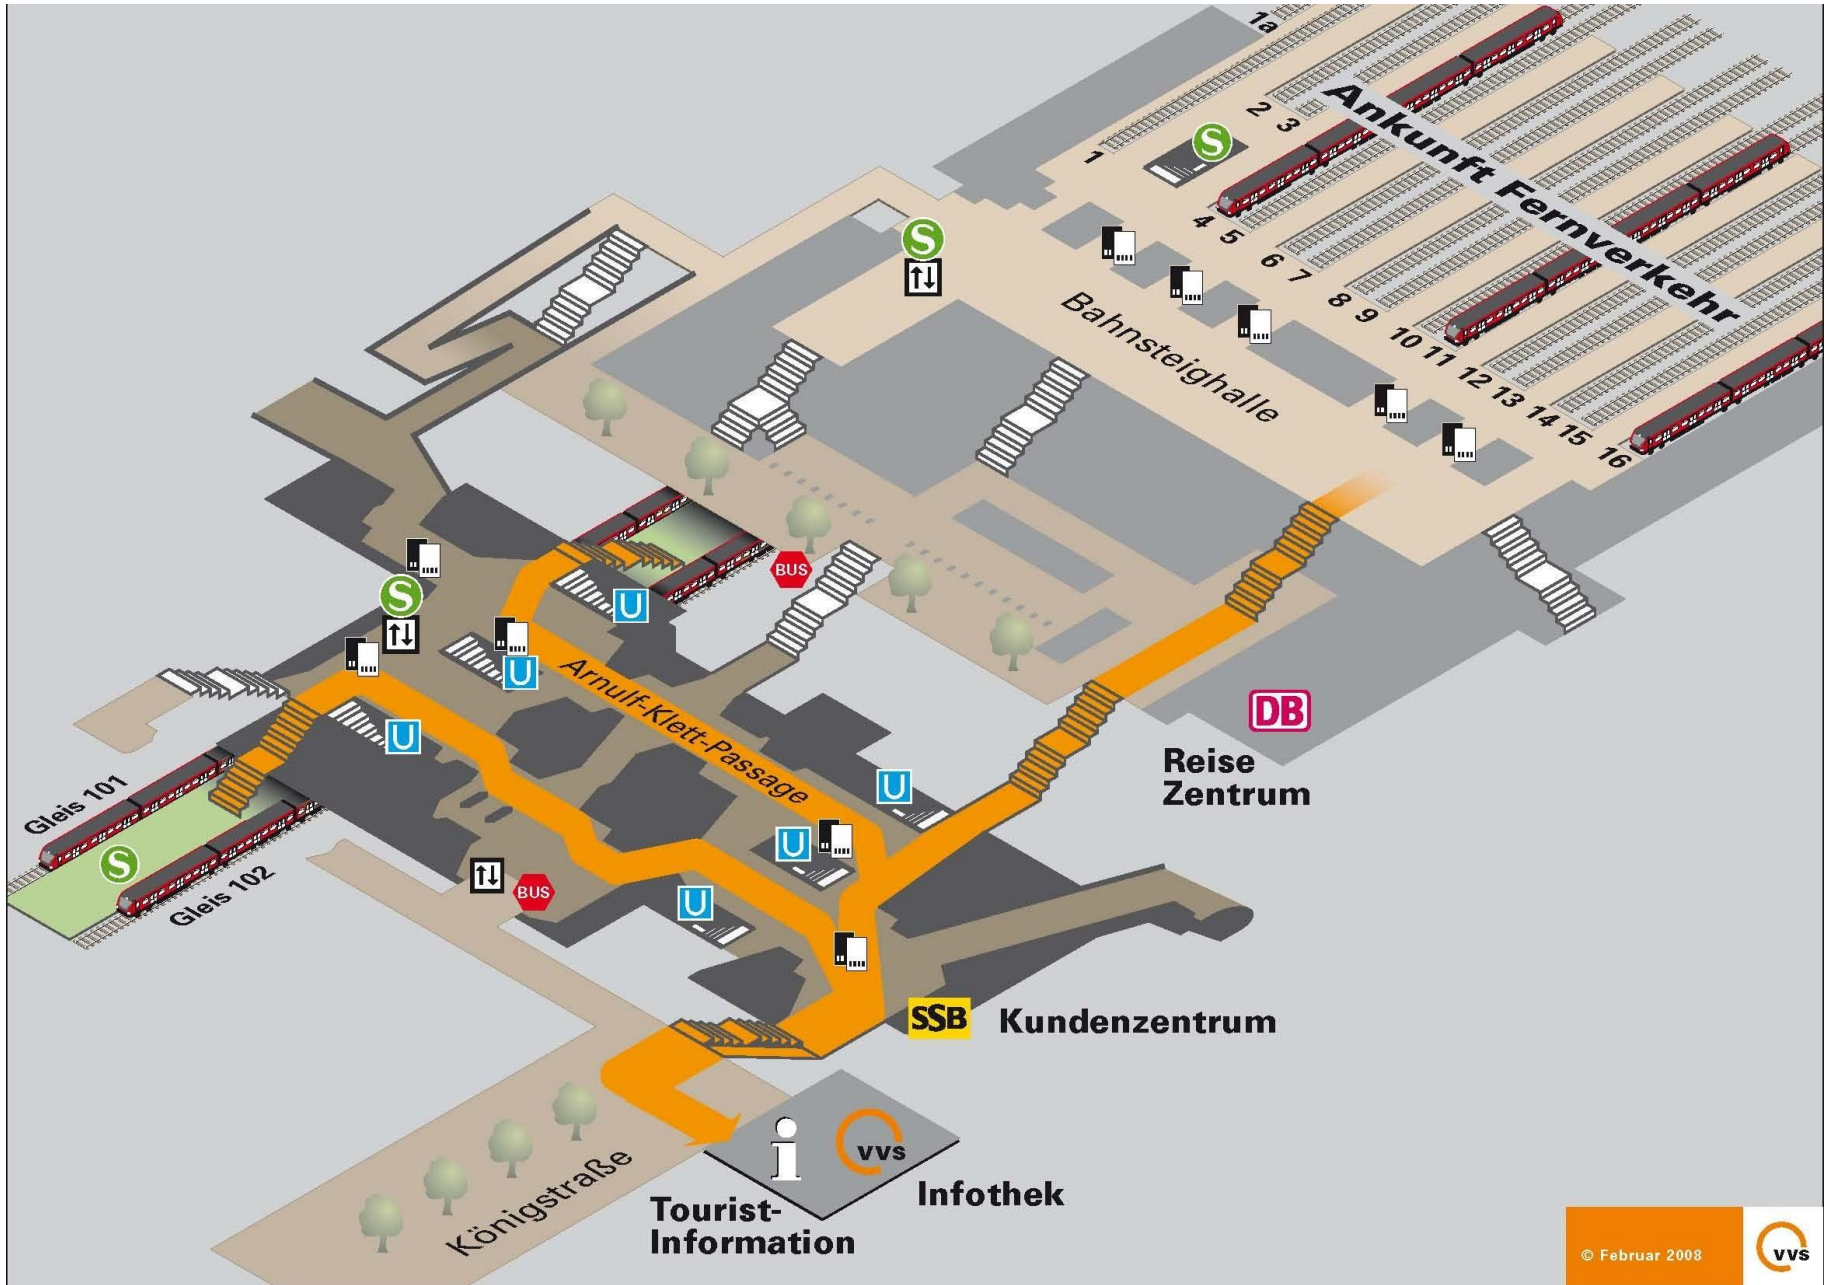 1a
1
2
3
4
5
6
7
8
9
10
11
12
13
14
15
16
Ankunft Fernverkehr
S
S
Bahnsteighalle
BUS
S
U
U
U
Arnulf-Klett-Passage
DB
Reise
Zentrum
U
U
U
Gleis 101
S
Gleis 102
BUS
SSB
Kundenzentrum
Königstraße
i
vvs
Infothek
Tourist-
Information
© Februar 2008
vvs